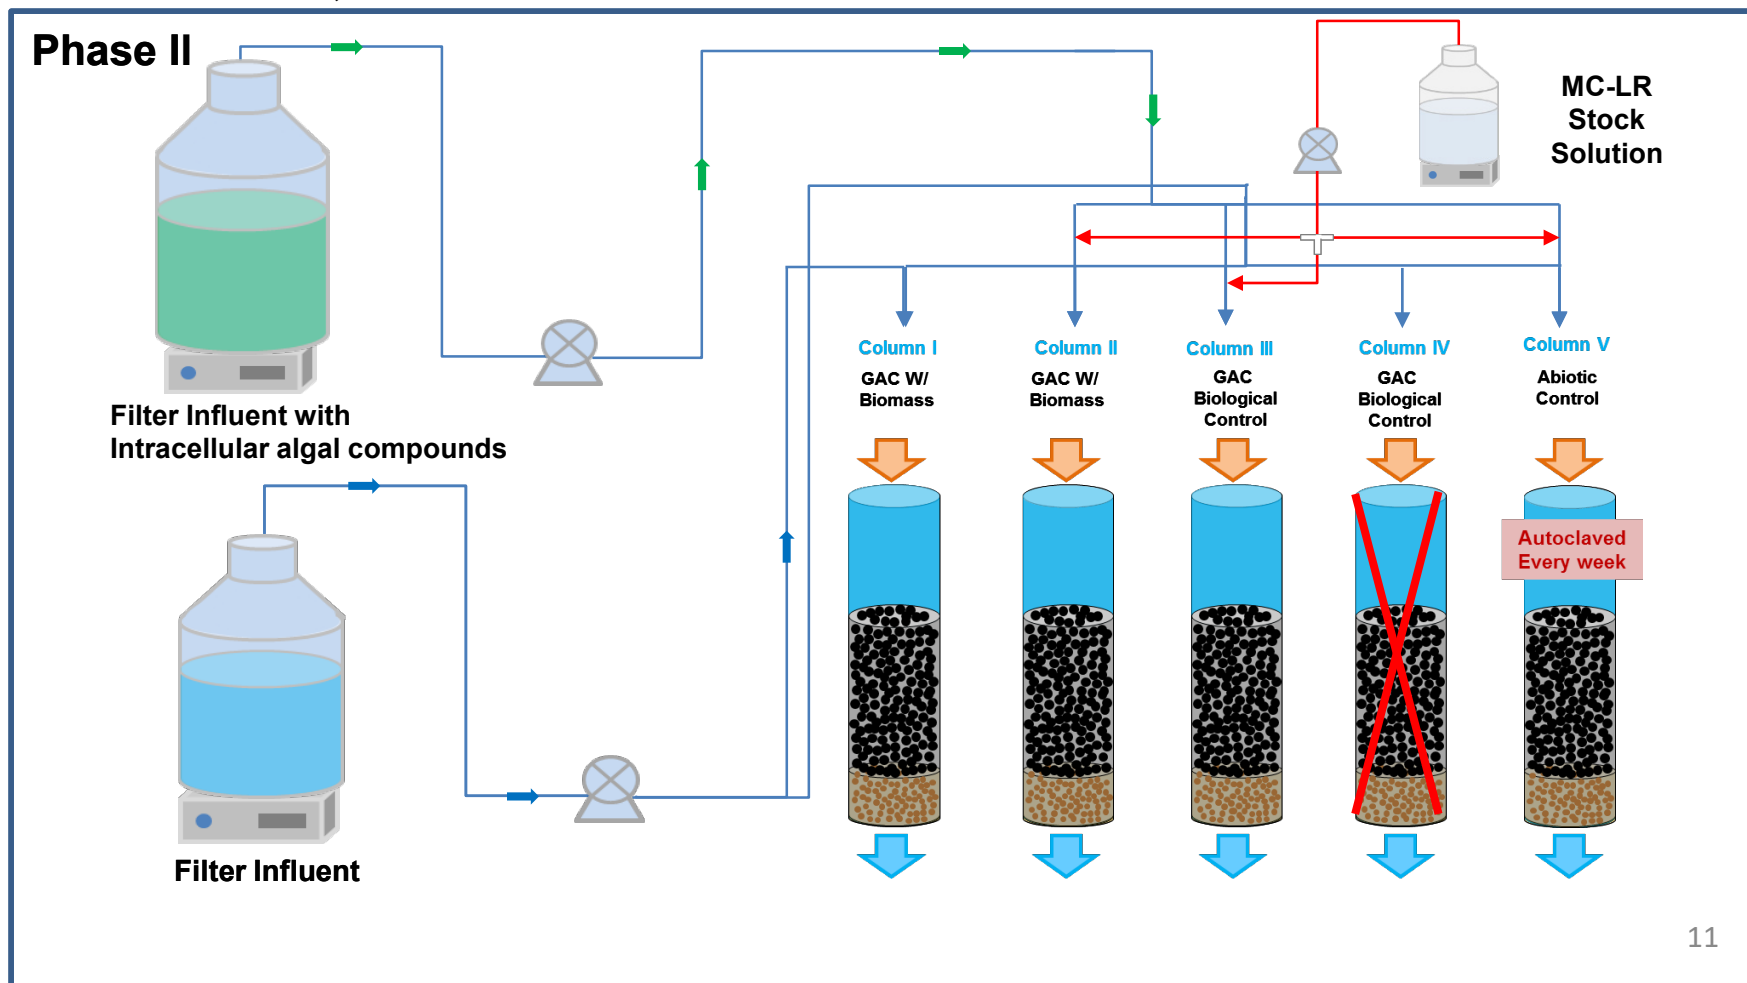 Phase II
MC-LR
Stock
Solution
Column I
GAC W/
Biomass
Column II
GAC W/
Biomass
Column III
GAC
Biological
Control
Column IV
GAC
Biological
Control
Column V
Abiotic
Control
Filter Influent with
Intracellular algal compounds
Autoclaved
Every week
Filter Influent
11